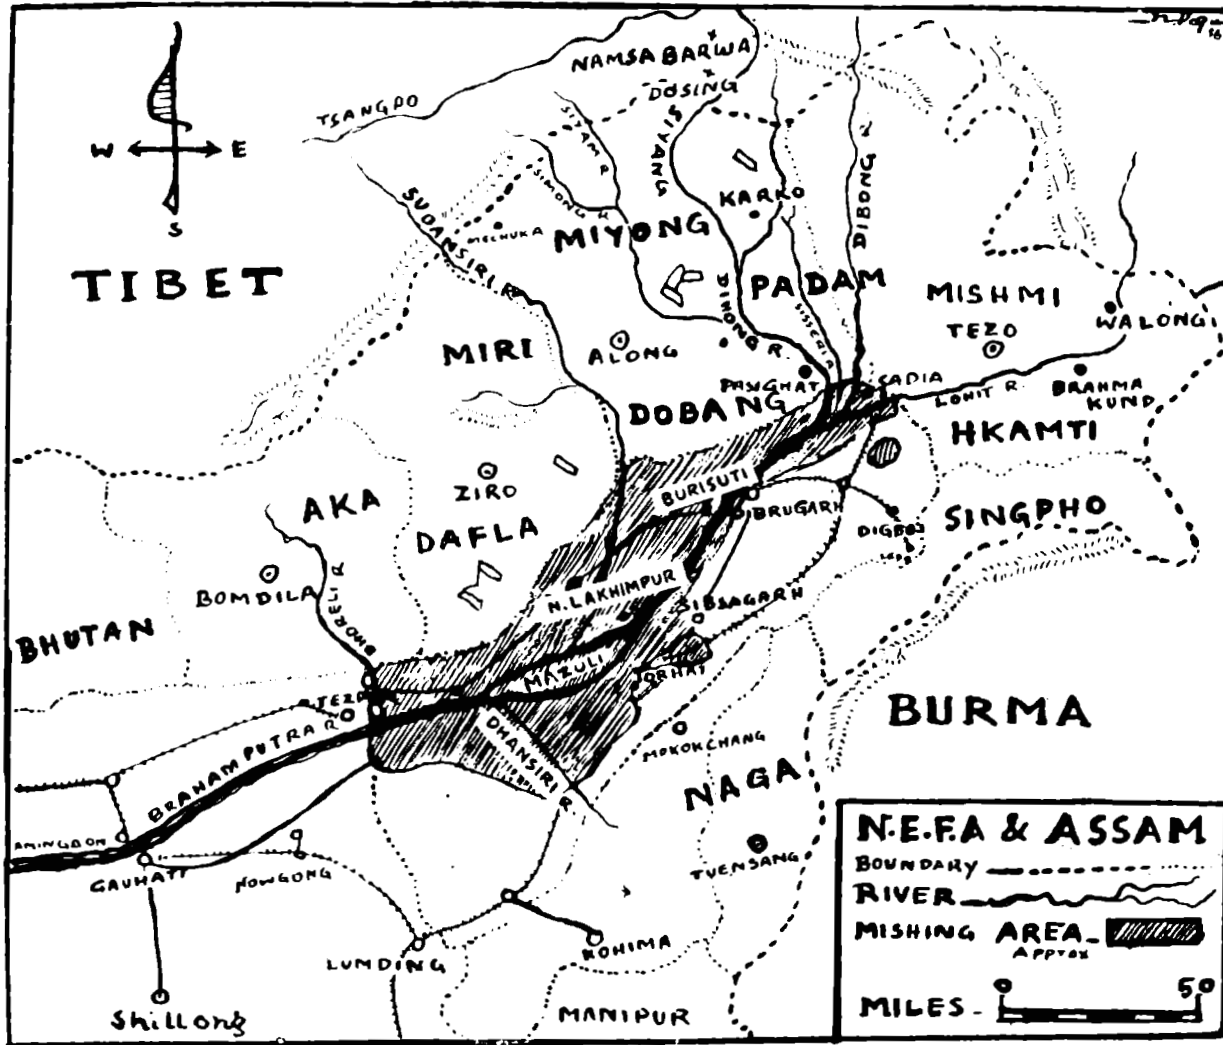 NAMSA BARWA
DOSING
TSANGPO
SIYAM R
SIYANG
W E
S
SIMONG R
KARKO
DIBONG R
SUBANSIRI R
MECHUKA
MIYONG
TIBET
DIHONG R.
PADAM
SISSERIA
MISHMI
TEZO
WALONG
MIRI
ALONG
PASIGHAT
SADIA
LOHIT R.
BRAHMA
KUND
DOBANG
HKAMTI
BURISUTI
ZIRO
AKA
DAFLA
DIBRUGARH
DIGBOI
SINGPHO
BOMDILA
BHORELI R
N. LAKHIMPUR
SIBSAGARH
BHUTAN
MAZULI
JORHAT
BURMA
BRAHAMPUTRA R
DHANSIRI R.
MOKOKCHANG
NAGA
AMINGAON
GAUHATI
NOWGONG
TUENSANG
LUMDING
KOHIMA
Shillong
MANIPUR
N.E.F.A & ASSAM
BOUNDARY
RIVER
MISHING AREA
APPROX
MILES - 0 50